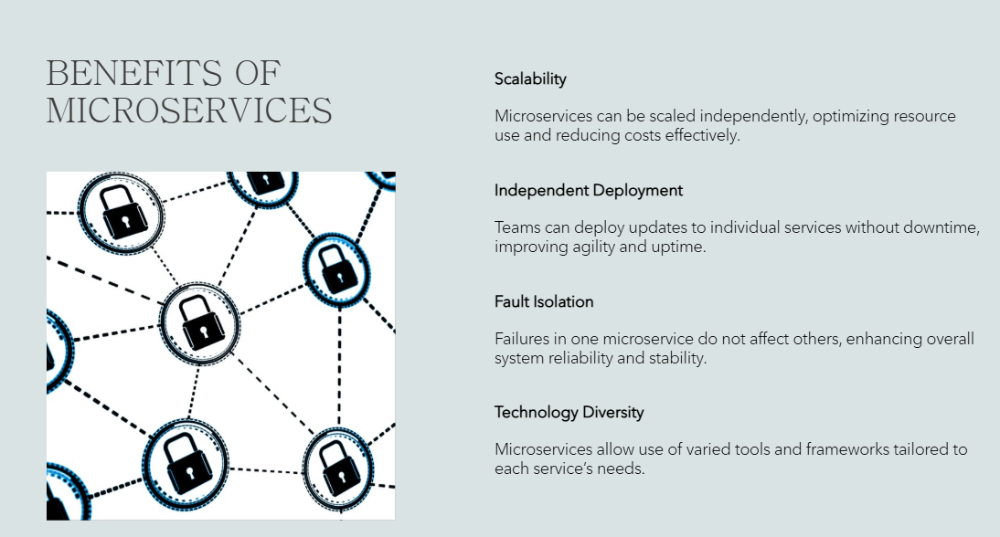 BENEFITS OF
MICROSERVICES
Scalability
Microservices can be scaled independently, optimizing resource
use and reducing costs effectively.
Independent Deployment
Teams can deploy updates to individual services without downtime,
improving agility and uptime.
Fault Isolation
Failures in one microservice do not affect others, enhancing overall
system reliability and stability.
Technology Diversity
Microservices allow use of varied tools and frameworks tailored to
each service’s needs.